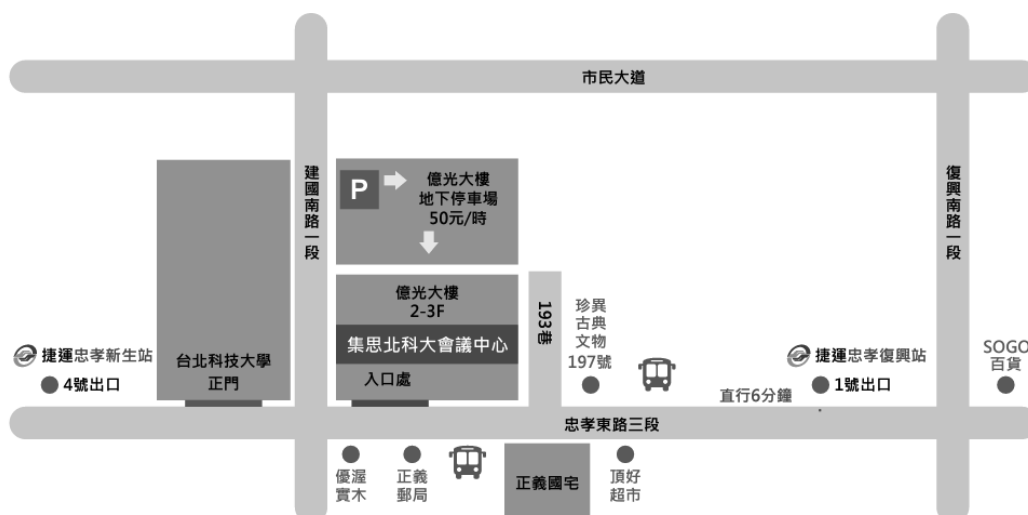 市民大道
建國南路一段
復興南路一段
P
億光大樓
地下停車場
50元/時
億光大樓
2-3F
集思北科大會議中心
入口處
193巷
珍異
古典
文物
197號
台北科技大學
正門
捷運忠孝新生站
4號出口
捷運忠孝復興站
1號出口
直行6分鐘
SOGO
百貨
忠孝東路三段
優渥
實木
正義
郵局
正義國宅
頂好
超市